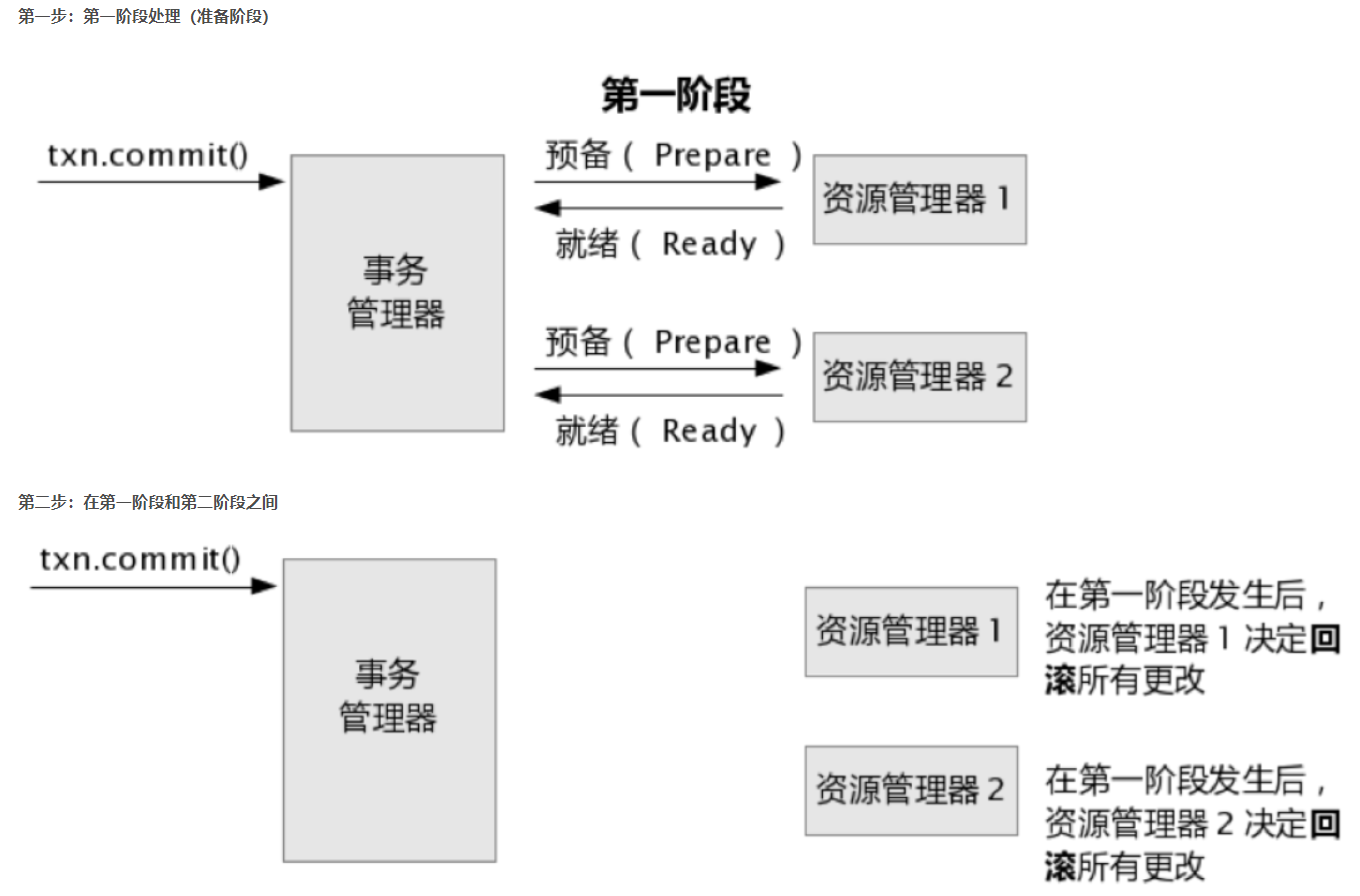 第一步：第一阶段处理（准备阶段）
第一阶段
txn.commit()
预备（ Prepare ）
资源管理器 1
就绪（ Ready ）
事务
管理器
预备（ Prepare ）
资源管理器 2
就绪（ Ready ）
第二步：在第一阶段和第二阶段之间
txn.commit()
事务
管理器
资源管理器 1
在第一阶段发生后，
资源管理器 1 决定回
滚所有更改
资源管理器 2
在第一阶段发生后，
资源管理器 2 决定回
滚所有更改